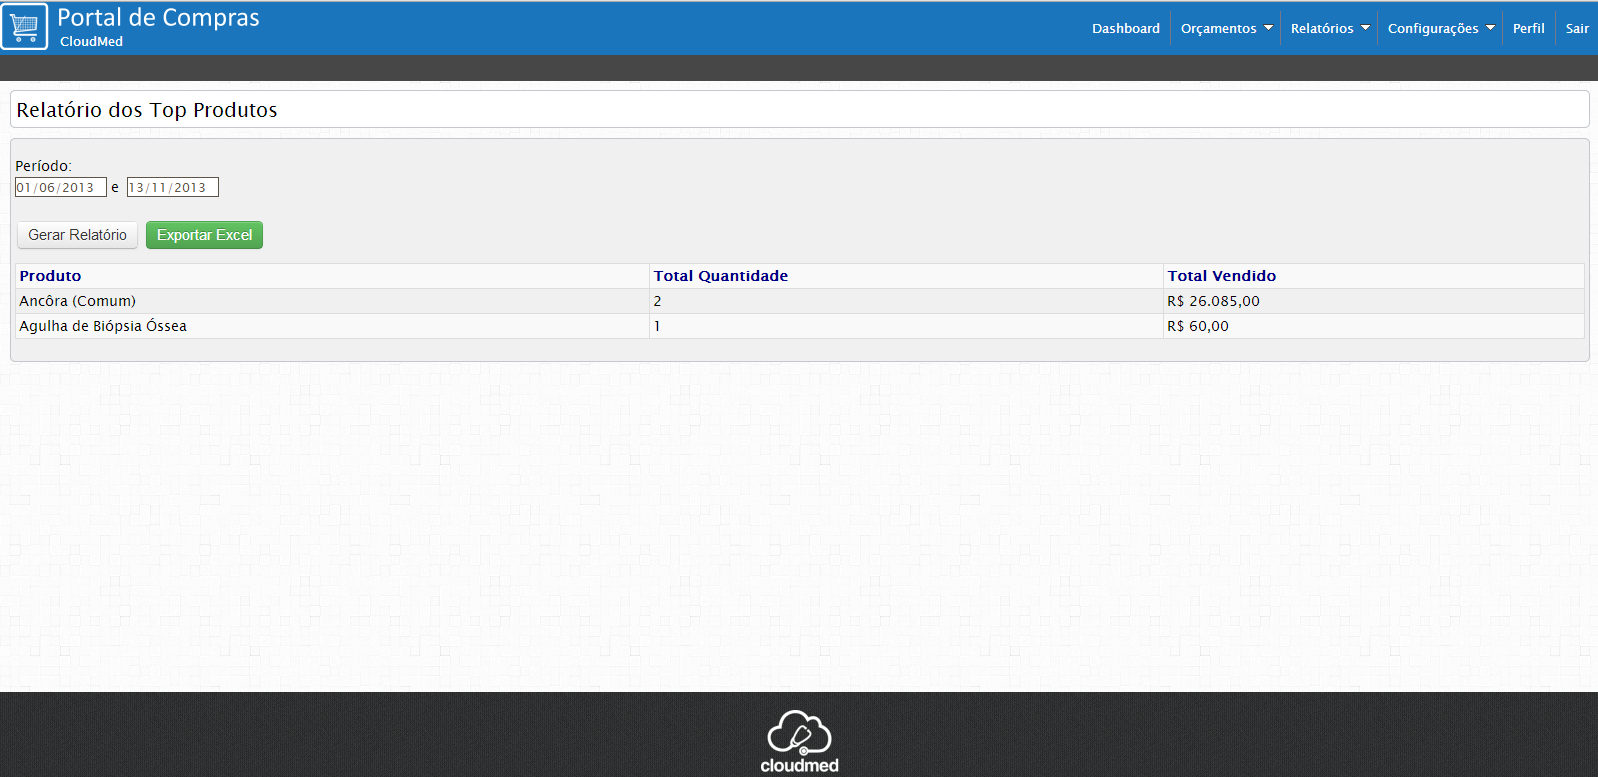 Portal de Compras
CloudMed
Dashboard Orçamentos Relatórios Configurações Perfil Sair
Relatório dos Top Produtos
Período:
01/06/2013 e 13/11/2013
Gerar Relatório Exportar Excel
Produto Total Quantidade Total Vendido
Ancôra (Comum) 2 R$ 26.085,00
Agulha de Biópsia Óssea 1 R$ 60,00
cloudmed